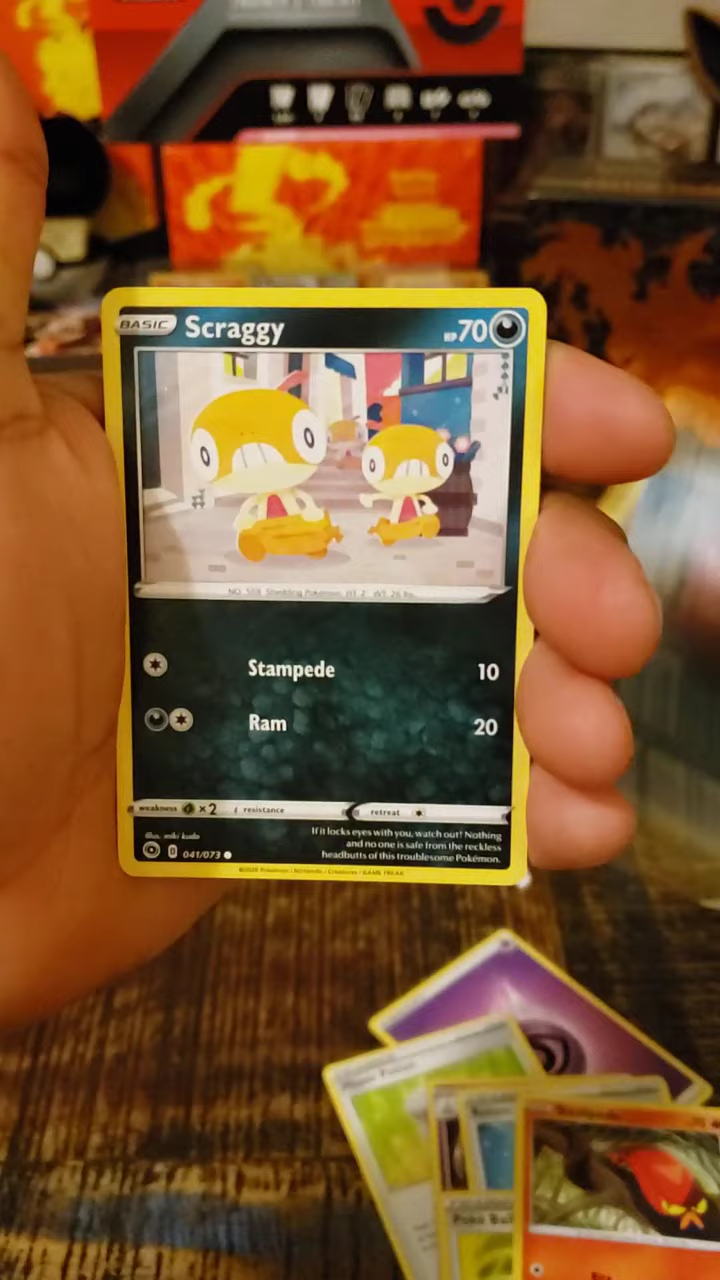 BASIC Scraggy HP 70
NO. 559 Shedding Pokémon HT: 2' WT: 26 lbs.
Stampede 10
Ram 20
weakness ×2 resistance retreat
Illus. miki kudo
If it locks eyes with you, watch out! Nothing
and no one is safe from the reckless
headbutts of this troublesome Pokémon.
D 041/073
©2020 Pokémon / Nintendo / Creatures / GAME FREAK